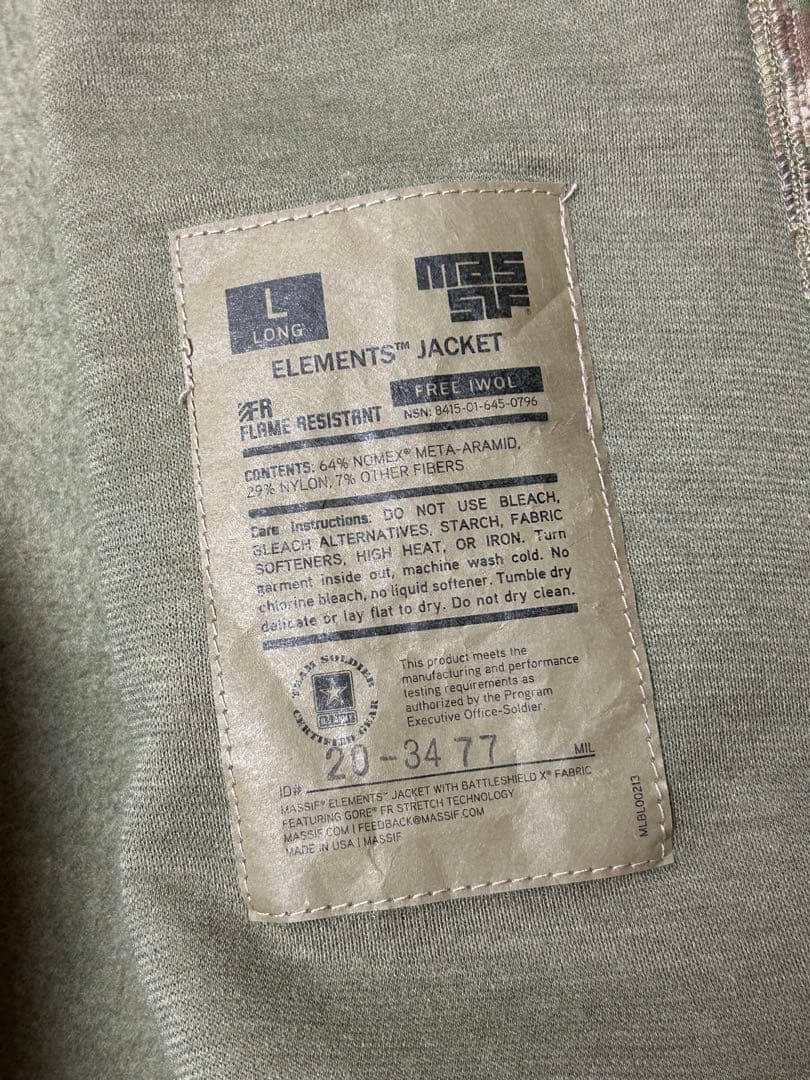 L
LONG
massif®
ELEMENTS™ JACKET
FR
FLAME RESISTANT
FREE IWOL
NSN: 8415-01-645-0796
CONTENTS: 64% NOMEX® META-ARAMID,
29% NYLON, 7% OTHER FIBERS
Care Instructions: DO NOT USE BLEACH,
BLEACH ALTERNATIVES, STARCH, FABRIC
SOFTENERS, HIGH HEAT, OR IRON. Turn
garment inside out, machine wash cold. No
chlorine bleach, no liquid softener. Tumble dry
delicate or lay flat to dry. Do not dry clean.
TEAM SOLDIER
U.S. ARMY
CERTIFIED GEAR
This product meets the
manufacturing and performance
testing requirements as
authorized by the Program
Executive Office-Soldier.
ID# 20-3477 MIL
MASSIF® ELEMENTS™ JACKET WITH BATTLESHIELD X® FABRIC
FEATURING GORE® FR STRETCH TECHNOLOGY
MASSIF.COM | FEEDBACK@MASSIF.COM
MADE IN USA | MASSIF
MLBL00213